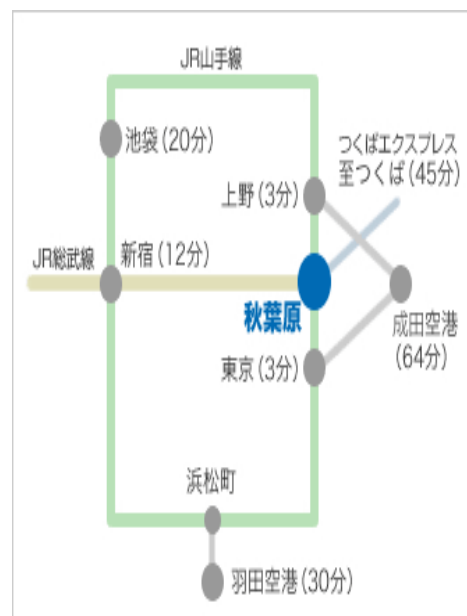 JR山手線
池袋(20分)
つくばエクスプレス
至つくば(45分)
上野(3分)
JR総武線
新宿(12分)
秋葉原
成田空港
(64分)
東京(3分)
浜松町
羽田空港(30分)